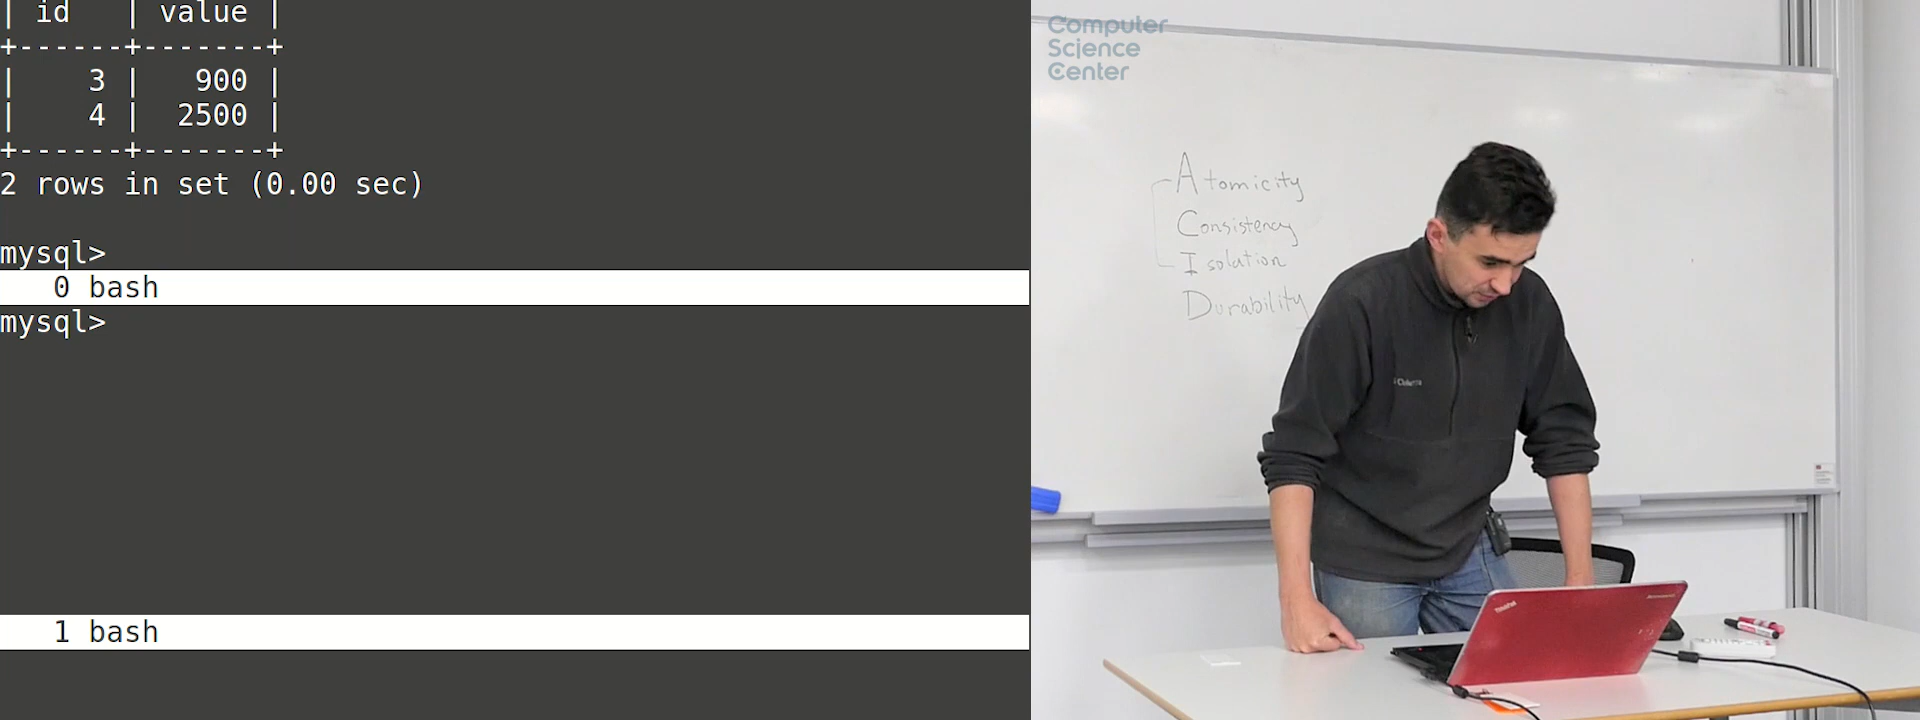 | id | value |
+------+-------+
| 3 | 900 |
| 4 | 2500 |
+------+-------+
2 rows in set (0.00 sec)
mysql>
0 bash
mysql>
1 bash
Computer
Science
Center
Atomicity
Consistency
Isolation
Durability
ThinkPad